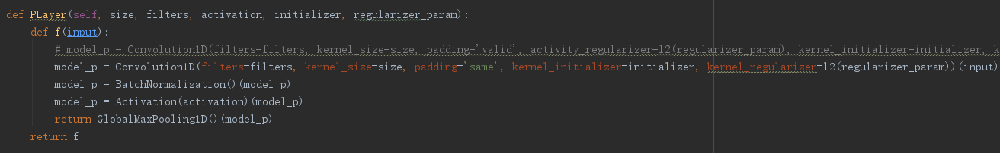 def PLayer(self, size, filters, activation, initializer, regularizer_param):
def f(input):
# model_p = Convolution1D(filters=filters, kernel_size=size, padding='valid', activity_regularizer=l2(regularizer_param), kernel_initializer=initializer, k
model_p = Convolution1D(filters=filters, kernel_size=size, padding='same', kernel_initializer=initializer, kernel_regularizer=l2(regularizer_param))(input)
model_p = BatchNormalization()(model_p)
model_p = Activation(activation)(model_p)
return GlobalMaxPooling1D()(model_p)
return f